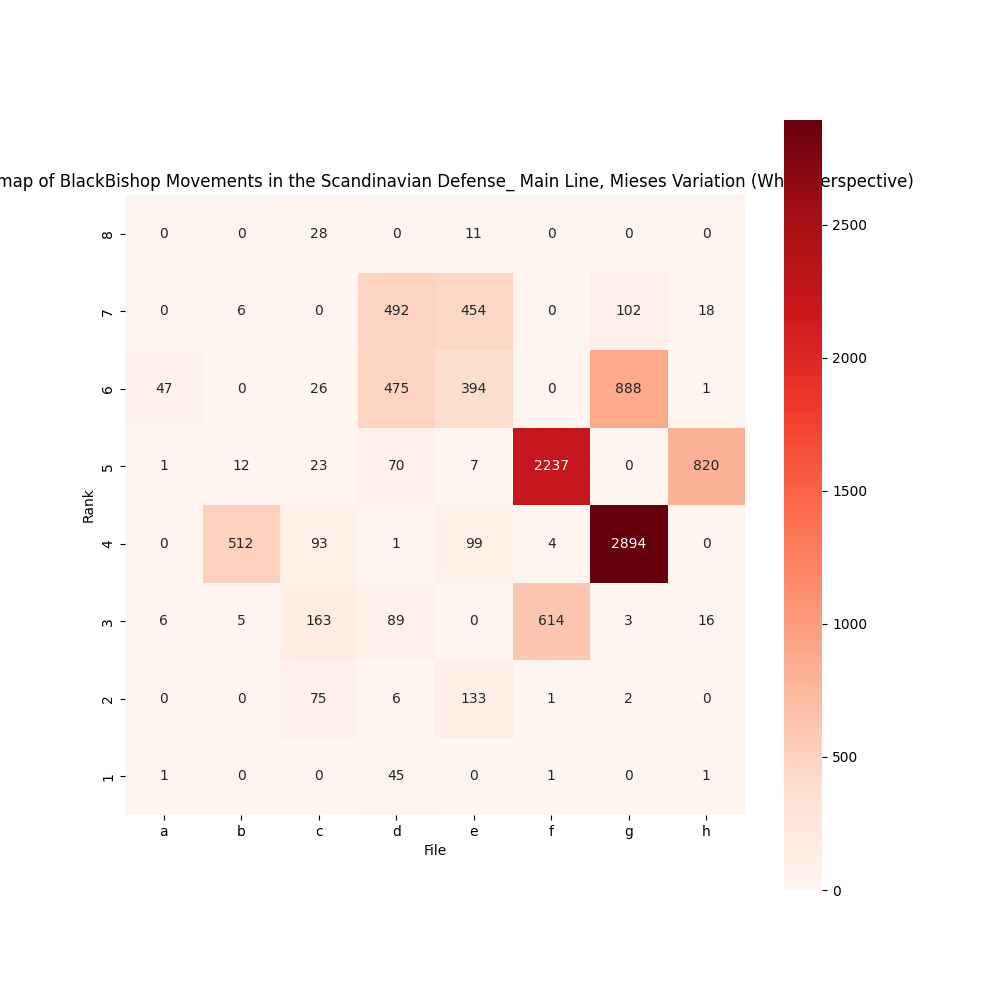 map of BlackBishop Movements in the Scandinavian Defense_ Main Line, Mieses Variation (Wh erspective)
8 0 0 28 0 11 0 0 0
7 0 6 0 492 454 0 102 18
6 47 0 26 475 394 0 888 1
5 1 12 23 70 7 2237 0 820
4 0 512 93 1 99 4 2894 0
3 6 5 163 89 0 614 3 16
2 0 0 75 6 133 1 2 0
1 1 0 0 45 0 1 0 1
a b c d e f g h
File
Rank
2500
2000
1500
1000
500
0